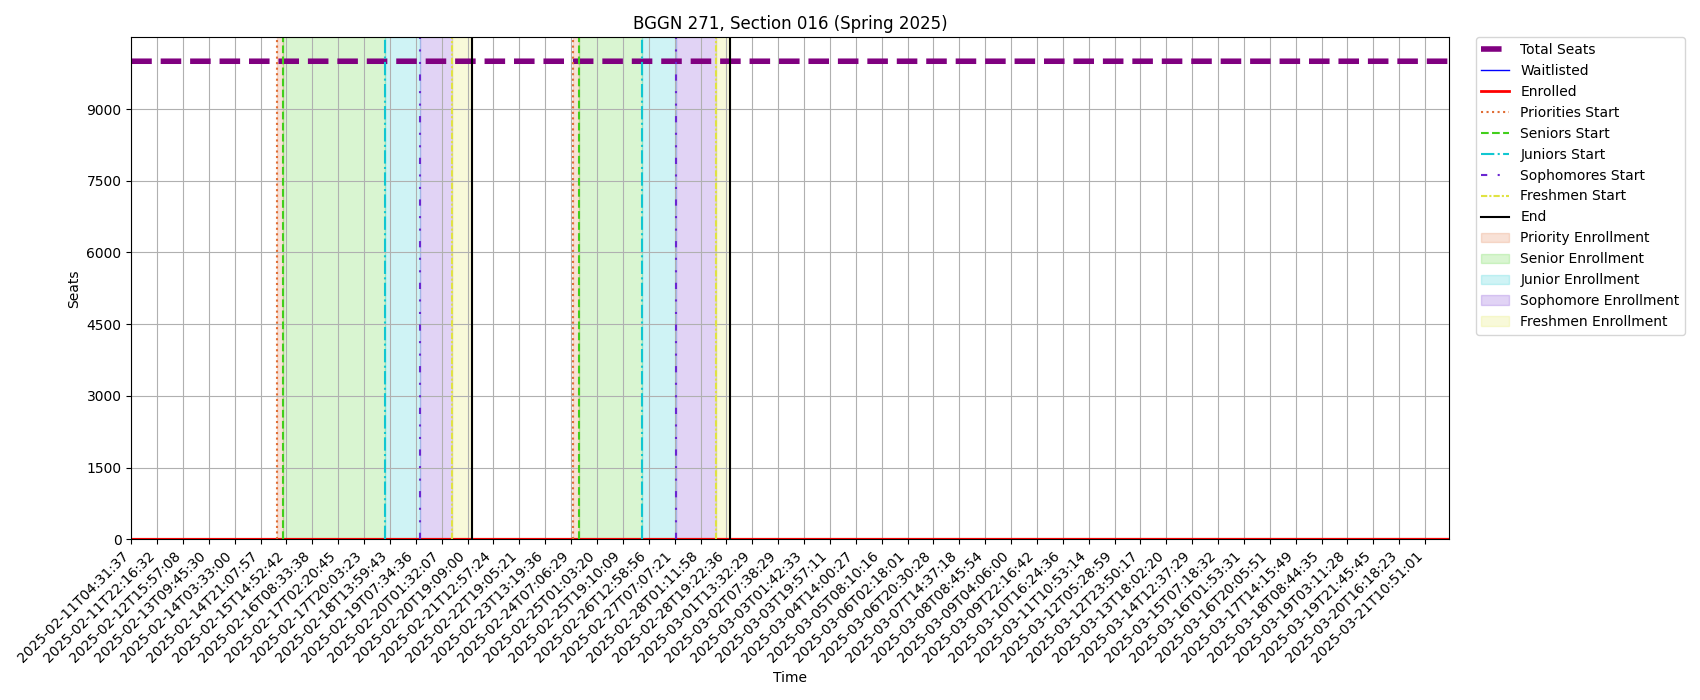 BGGN 271, Section 016 (Spring 2025)
Total Seats
Waitlisted
Enrolled
Priorities Start
Seniors Start
Juniors Start
Sophomores Start
Freshmen Start
End
Priority Enrollment
Senior Enrollment
Junior Enrollment
Sophomore Enrollment
Freshmen Enrollment
Seats
9000
7500
6000
4500
3000
1500
0
2025-02-11T04:31:37
2025-02-11T22:16:32
2025-02-12T15:57:08
2025-02-13T09:45:30
2025-02-14T03:33:00
2025-02-14T21:07:57
2025-02-15T14:52:42
2025-02-16T08:33:38
2025-02-17T02:20:45
2025-02-17T20:03:23
2025-02-18T13:59:43
2025-02-19T07:34:36
2025-02-20T01:32:07
2025-02-20T19:09:00
2025-02-21T12:57:24
2025-02-22T19:05:21
2025-02-23T13:19:36
2025-02-24T07:06:29
2025-02-25T01:03:20
2025-02-25T19:10:09
2025-02-26T12:58:56
2025-02-27T07:07:21
2025-02-28T01:11:58
2025-02-28T19:22:36
2025-03-01T13:32:29
2025-03-02T07:38:29
2025-03-03T01:42:33
2025-03-03T19:57:11
2025-03-04T14:00:27
2025-03-05T08:10:16
2025-03-06T02:18:01
2025-03-06T20:30:28
2025-03-07T14:37:18
2025-03-08T08:45:54
2025-03-09T04:06:00
2025-03-09T22:16:42
2025-03-10T16:24:36
2025-03-11T10:53:14
2025-03-12T05:28:59
2025-03-12T23:50:17
2025-03-13T18:02:20
2025-03-14T12:37:29
2025-03-15T07:18:32
2025-03-16T01:53:31
2025-03-16T20:05:51
2025-03-17T14:15:49
2025-03-18T08:44:35
2025-03-19T03:11:28
2025-03-19T21:45:45
2025-03-20T16:18:23
2025-03-21T10:51:01
Time